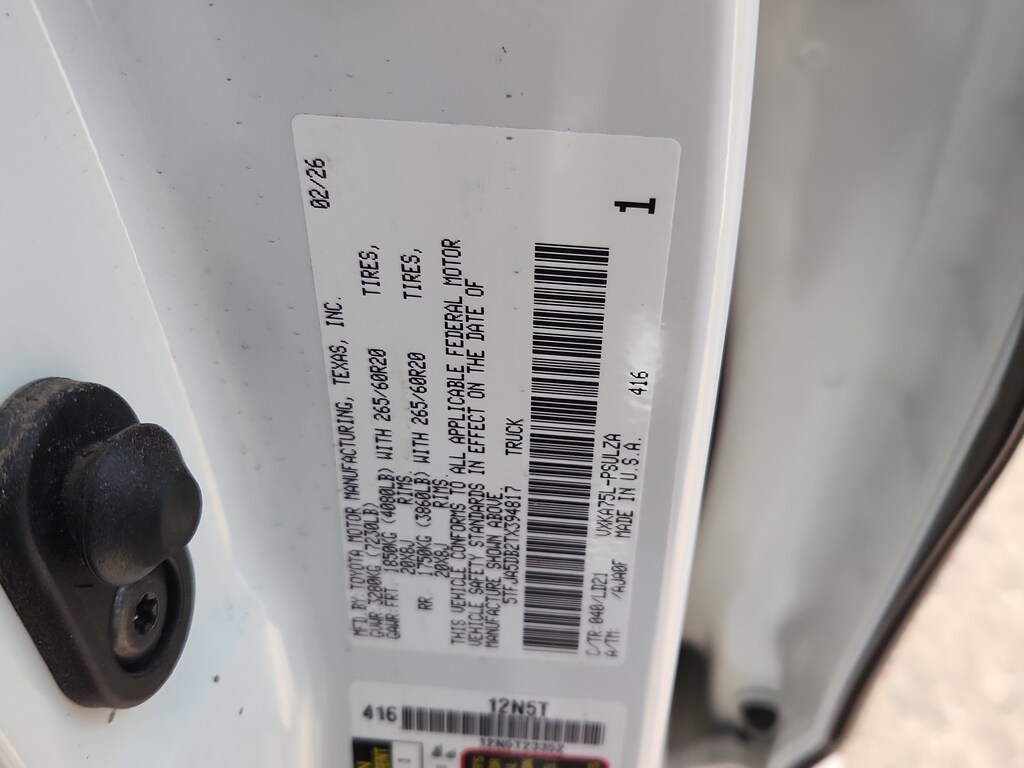 02/26
MFD.BY:TOYOTA MOTOR MANUFACTURING, TEXAS, INC.
GVWR 3280KG (7230LB)
GAWR FRT. 1850KG (4080LB) WITH 265/60R20 TIRES,
20X8J RIMS
RR. 1750KG (3860LB) WITH 265/60R20 TIRES,
20X8J RIMS,
THIS VEHICLE CONFORMS TO ALL APPLICABLE FEDERAL MOTOR
VEHICLE SAFETY STANDARDS IN EFFECT ON THE DATE OF
MANUFACTURE SHOWN ABOVE.
5TFJA5DB2TX394817 TRUCK
1
C/TR:040/LD21 VXKA75L-PSULZA 416
A/TM: /AJA0F MADE IN U.S.A.
416 12N5T
12N5T23352